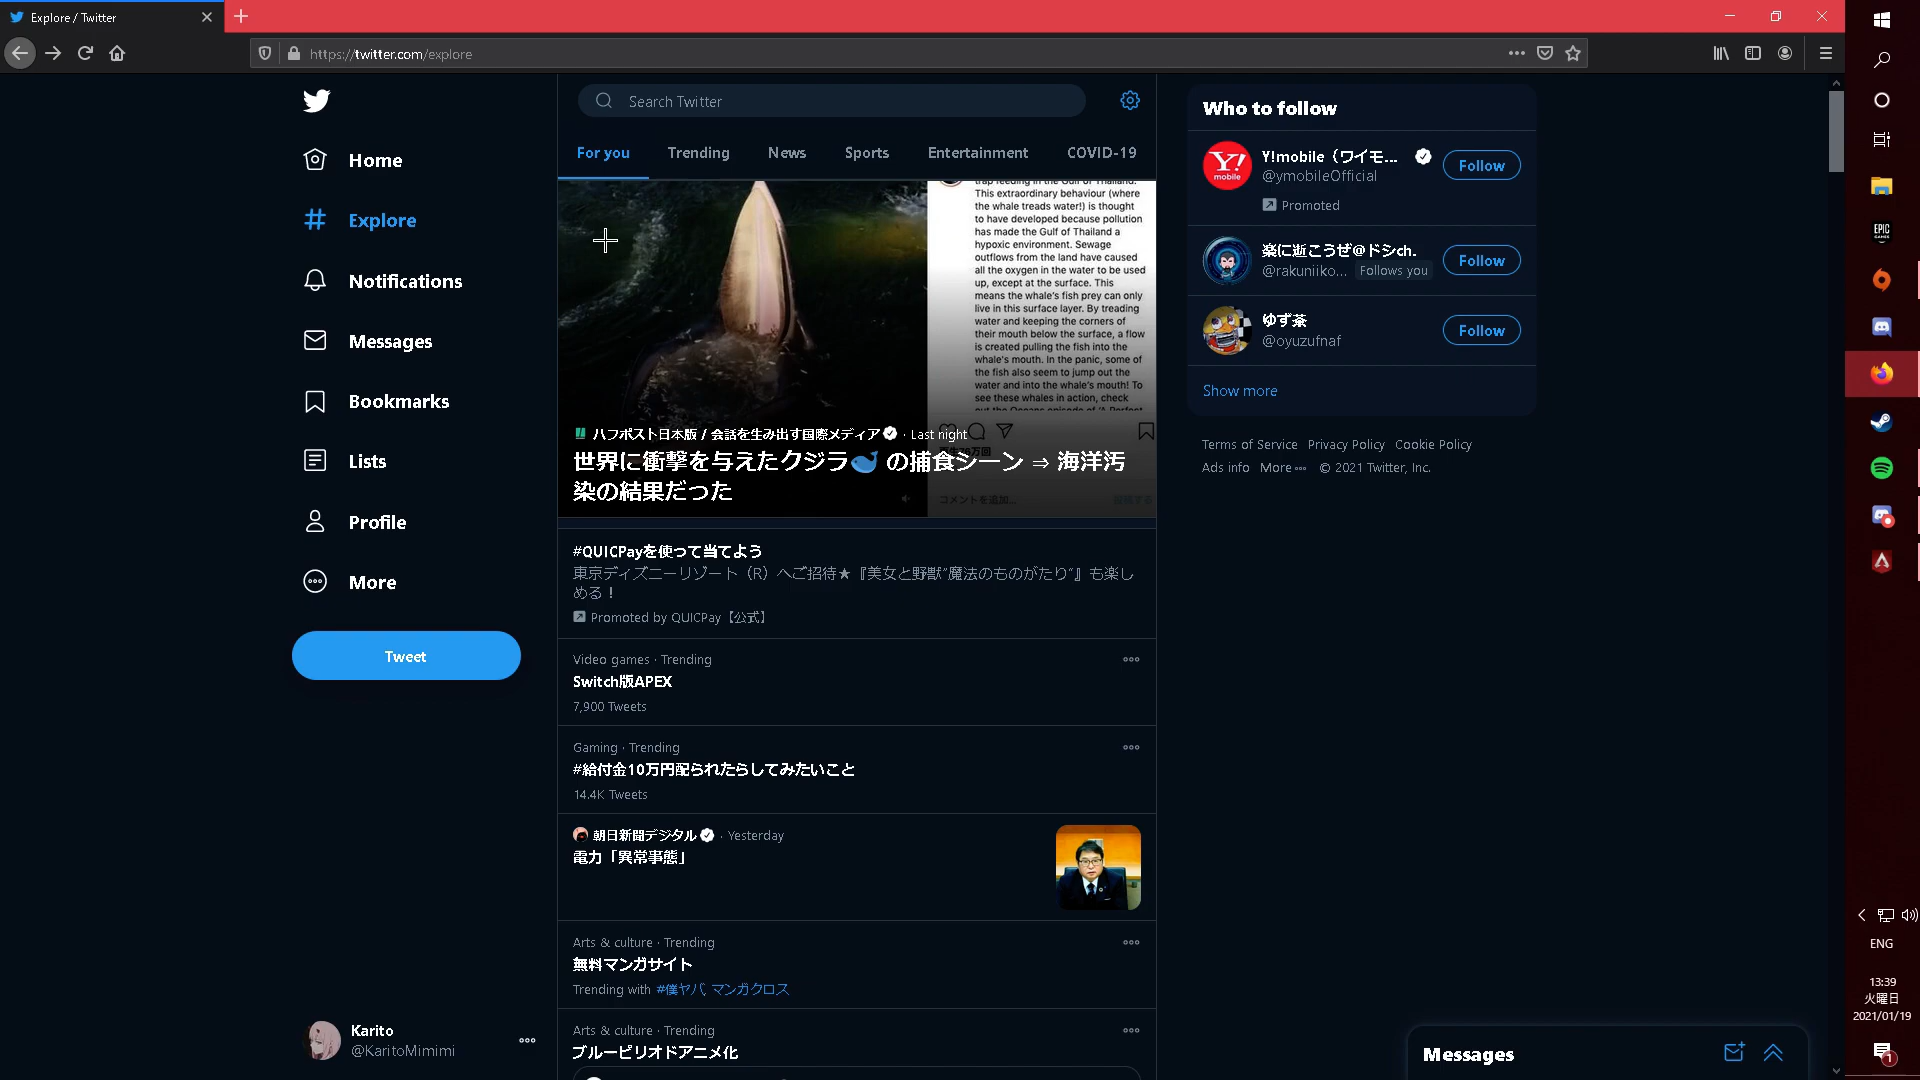 Explore / Twitter
https://twitter.com/explore
Home
Explore
Notifications
Messages
Bookmarks
Lists
Profile
More
Tweet
Karito
@KaritoMimimi
Search Twitter
For you
Trending
News
Sports
Entertainment
COVID-19
trap feeding in the Gulf of Thailand.
This extraordinary behaviour (where
the whale treads water!) is thought
to have developed because pollution
has made the Gulf of Thailand a
hypoxic environment. Sewage
outflows from the land have caused
all the oxygen in the water to be used
up, except at the surface. This
means the whale's fish prey can only
live in this surface layer. By treading
water and keeping the corners of
their mouth below the surface, a flow
is created pulling the fish into the
whale's mouth. In the panic, some of
the fish also seem to jump out the
water and into the whale's mouth! To
see these whales in action, check
out the Oceans episode of 'A Perfect
ハフポスト日本版 / 会話を生み出す国際メディア · Last night
世界に衝撃を与えたクジラ🐳 の捕食シーン ⇒ 海洋汚
染の結果だった
コメントを追加...
#QUICPayを使って当てよう
東京ディズニーリゾート（R）へご招待★『美女と野獣“魔法のものがたり”』も楽し
める！
Promoted by QUICPay【公式】
Video games · Trending
Switch版APEX
7,900 Tweets
Gaming · Trending
#給付金10万円配られたらしてみたいこと
14.4K Tweets
朝日新聞デジタル · Yesterday
電力「異常事態」
Arts & culture · Trending
無料マンガサイト
Trending with #僕ヤバ, マンガクロス
Arts & culture · Trending
ブルーピリオドアニメ化
Who to follow
Y!mobile（ワイモ...
@ymobileOfficial
Follow
Promoted
Y!
mobile
楽に逝こうぜ@ドシch.
@rakuniiko... Follows you
Follow
ゆず茶
@oyuzufnaf
Follow
Show more
Terms of Service Privacy Policy Cookie Policy
Ads info More © 2021 Twitter, Inc.
Messages
EPIC
GAMES
ENG
13:39
火曜日
2021/01/19
1